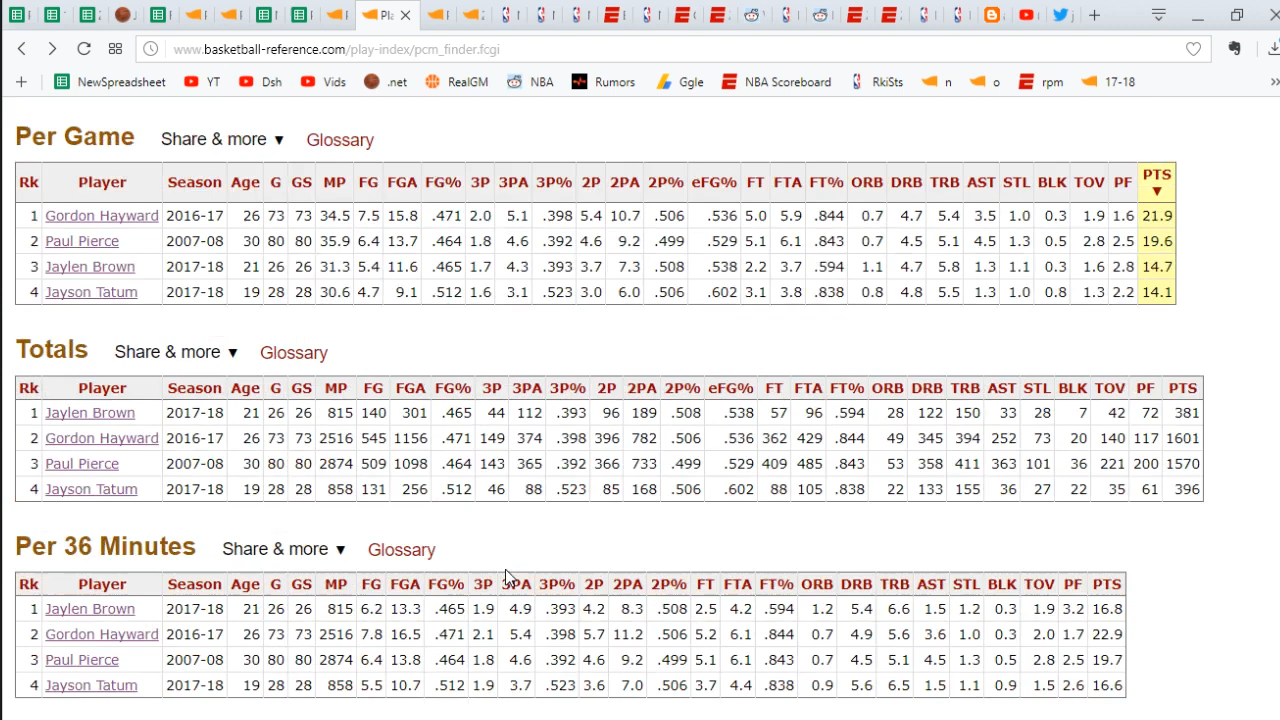 Pla
www.basketball-reference.com/play-index/pcm_finder.fcgi
NewSpreadsheet YT Dsh Vids .net RealGM NBA Rumors Ggle NBA Scoreboard RkiSts n o rpm 17-18
Per Game Share & more ▼ Glossary
Rk Player Season Age G GS MP FG FGA FG% 3P 3PA 3P% 2P 2PA 2P% eFG% FT FTA FT% ORB DRB TRB AST STL BLK TOV PF PTS ▼
1 Gordon Hayward 2016-17 26 73 73 34.5 7.5 15.8 .471 2.0 5.1 .398 5.4 10.7 .506 .536 5.0 5.9 .844 0.7 4.7 5.4 3.5 1.0 0.3 1.9 1.6 21.9
2 Paul Pierce 2007-08 30 80 80 35.9 6.4 13.7 .464 1.8 4.6 .392 4.6 9.2 .499 .529 5.1 6.1 .843 0.7 4.5 5.1 4.5 1.3 0.5 2.8 2.5 19.6
3 Jaylen Brown 2017-18 21 26 26 31.3 5.4 11.6 .465 1.7 4.3 .393 3.7 7.3 .508 .538 2.2 3.7 .594 1.1 4.7 5.8 1.3 1.1 0.3 1.6 2.8 14.7
4 Jayson Tatum 2017-18 19 28 28 30.6 4.7 9.1 .512 1.6 3.1 .523 3.0 6.0 .506 .602 3.1 3.8 .838 0.8 4.8 5.5 1.3 1.0 0.8 1.3 2.2 14.1
Totals Share & more ▼ Glossary
Rk Player Season Age G GS MP FG FGA FG% 3P 3PA 3P% 2P 2PA 2P% eFG% FT FTA FT% ORB DRB TRB AST STL BLK TOV PF PTS
1 Jaylen Brown 2017-18 21 26 26 815 140 301 .465 44 112 .393 96 189 .508 .538 57 96 .594 28 122 150 33 28 7 42 72 381
2 Gordon Hayward 2016-17 26 73 73 2516 545 1156 .471 149 374 .398 396 782 .506 .536 362 429 .844 49 345 394 252 73 20 140 117 1601
3 Paul Pierce 2007-08 30 80 80 2874 509 1098 .464 143 365 .392 366 733 .499 .529 409 485 .843 53 358 411 363 101 36 221 200 1570
4 Jayson Tatum 2017-18 19 28 28 858 131 256 .512 46 88 .523 85 168 .506 .602 88 105 .838 22 133 155 36 27 22 35 61 396
Per 36 Minutes Share & more ▼ Glossary
Rk Player Season Age G GS MP FG FGA FG% 3P 3PA 3P% 2P 2PA 2P% FT FTA FT% ORB DRB TRB AST STL BLK TOV PF PTS
1 Jaylen Brown 2017-18 21 26 26 815 6.2 13.3 .465 1.9 4.9 .393 4.2 8.3 .508 2.5 4.2 .594 1.2 5.4 6.6 1.5 1.2 0.3 1.9 3.2 16.8
2 Gordon Hayward 2016-17 26 73 73 2516 7.8 16.5 .471 2.1 5.4 .398 5.7 11.2 .506 5.2 6.1 .844 0.7 4.9 5.6 3.6 1.0 0.3 2.0 1.7 22.9
3 Paul Pierce 2007-08 30 80 80 2874 6.4 13.8 .464 1.8 4.6 .392 4.6 9.2 .499 5.1 6.1 .843 0.7 4.5 5.1 4.5 1.3 0.5 2.8 2.5 19.7
4 Jayson Tatum 2017-18 19 28 28 858 5.5 10.7 .512 1.9 3.7 .523 3.6 7.0 .506 3.7 4.4 .838 0.9 5.6 6.5 1.5 1.1 0.9 1.5 2.6 16.6